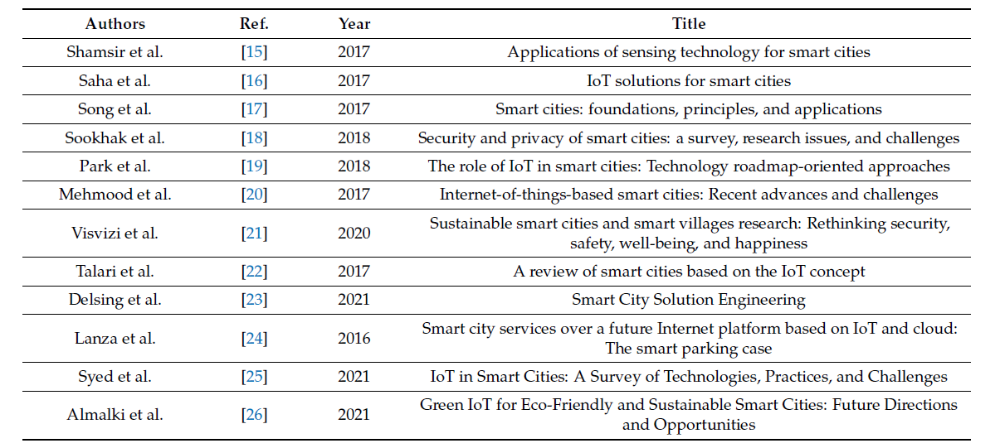 Authors Ref. Year Title
Shamsir et al. [15] 2017 Applications of sensing technology for smart cities
Saha et al. [16] 2017 IoT solutions for smart cities
Song et al. [17] 2017 Smart cities: foundations, principles, and applications
Sookhak et al. [18] 2018 Security and privacy of smart cities: a survey, research issues, and challenges
Park et al. [19] 2018 The role of IoT in smart cities: Technology roadmap-oriented approaches
Mehmood et al. [20] 2017 Internet-of-things-based smart cities: Recent advances and challenges
Visvizi et al. [21] 2020 Sustainable smart cities and smart villages research: Rethinking security,
safety, well-being, and happiness
Talari et al. [22] 2017 A review of smart cities based on the IoT concept
Delsing et al. [23] 2021 Smart City Solution Engineering
Lanza et al. [24] 2016 Smart city services over a future Internet platform based on IoT and cloud:
The smart parking case
Syed et al. [25] 2021 IoT in Smart Cities: A Survey of Technologies, Practices, and Challenges
Almalki et al. [26] 2021 Green IoT for Eco-Friendly and Sustainable Smart Cities: Future Directions
and Opportunities